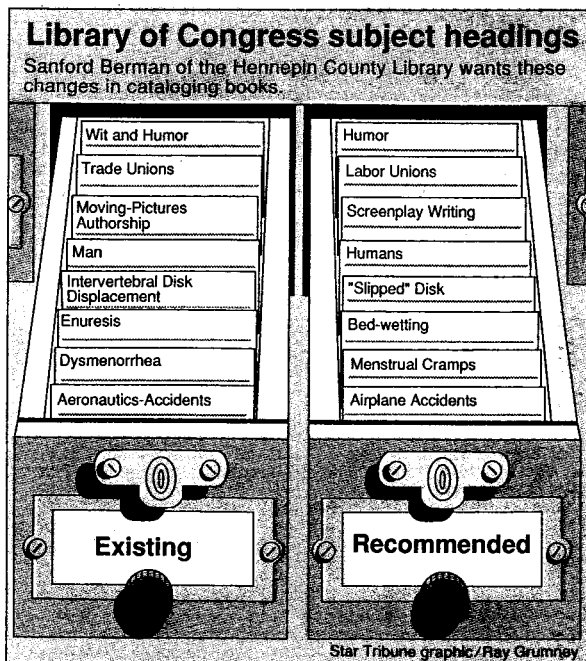 Library of Congress subject headings
Sanford Berman of the Hennepin County Library wants these
changes in cataloging books.
Wit and Humor
Trade Unions
Moving-Pictures
Authorship
Man
Intervertebral Disk
Displacement
Enuresis
Dysmenorrhea
Aeronautics-Accidents
Existing
Humor
Labor Unions
Screenplay Writing
Humans
"Slipped" Disk
Bed-wetting
Menstrual Cramps
Airplane Accidents
Recommended
Star Tribune graphic/Ray Grumney